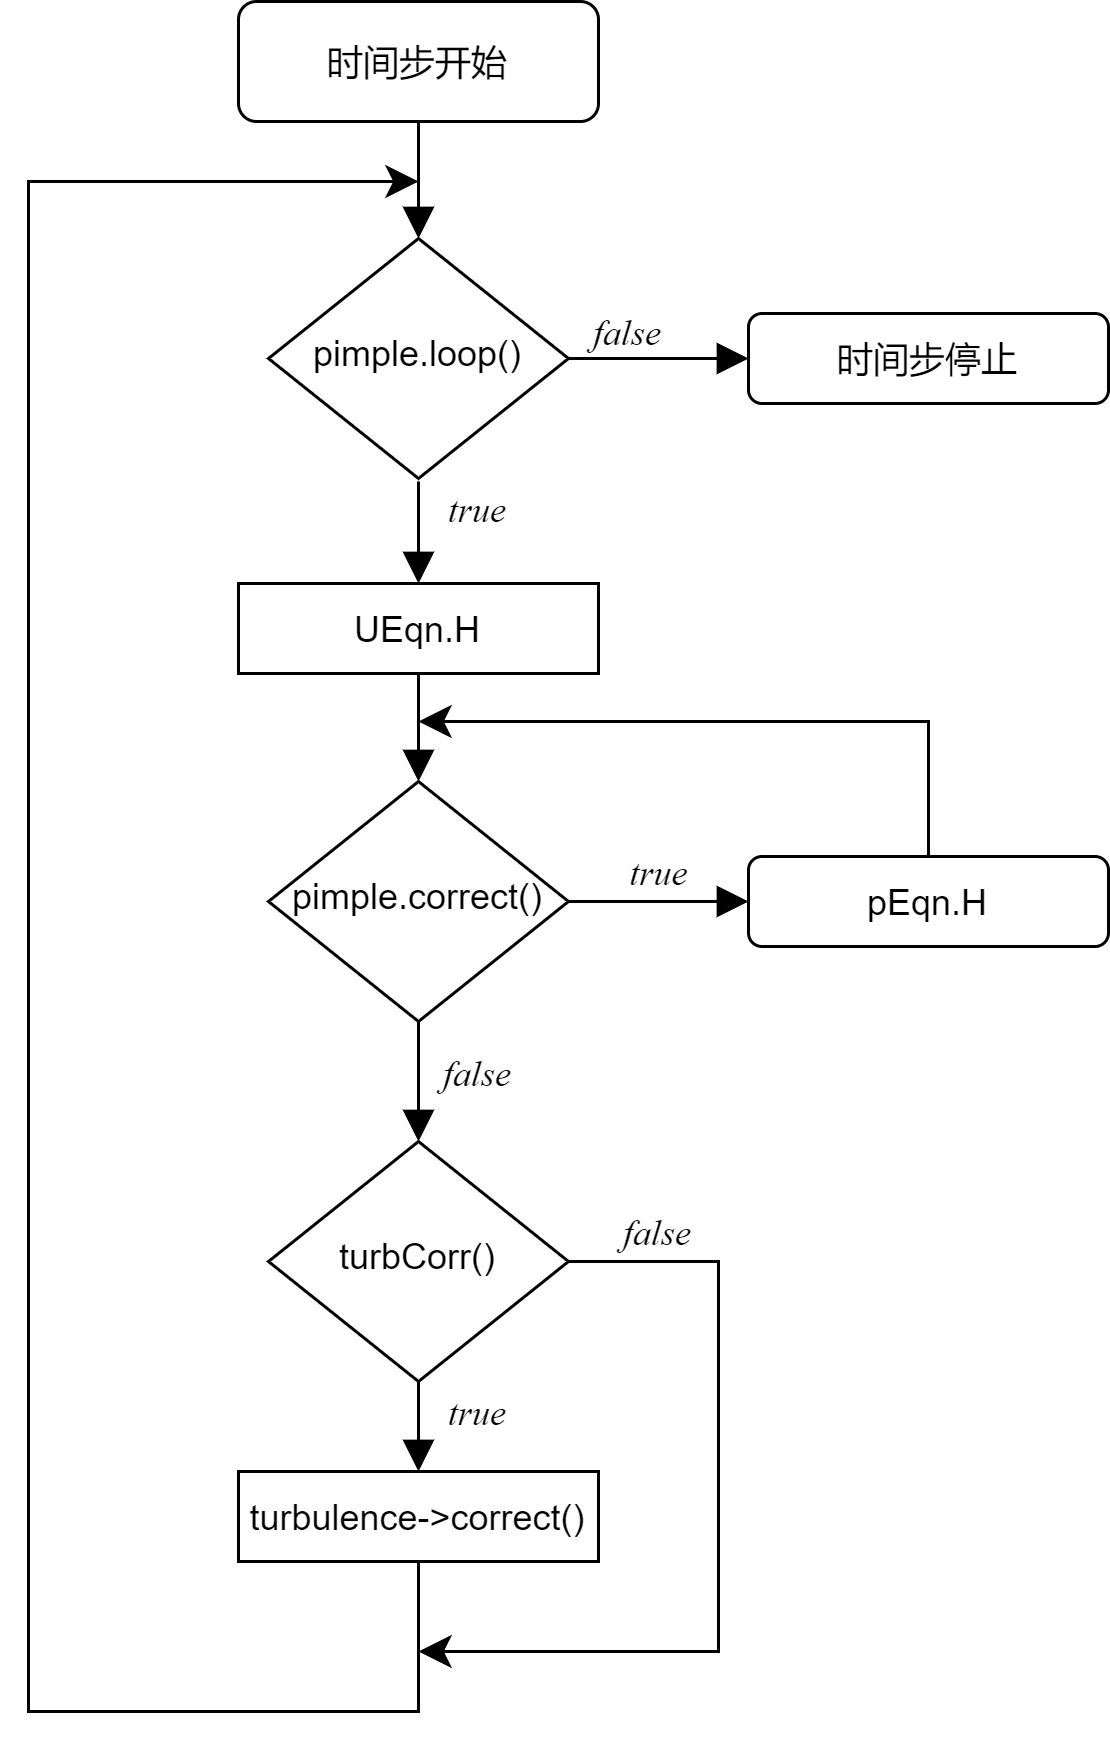 时间步开始
pimple.loop()
false
时间步停止
true
UEqn.H
pimple.correct()
true
pEqn.H
false
turbCorr()
false
true
turbulence->correct()